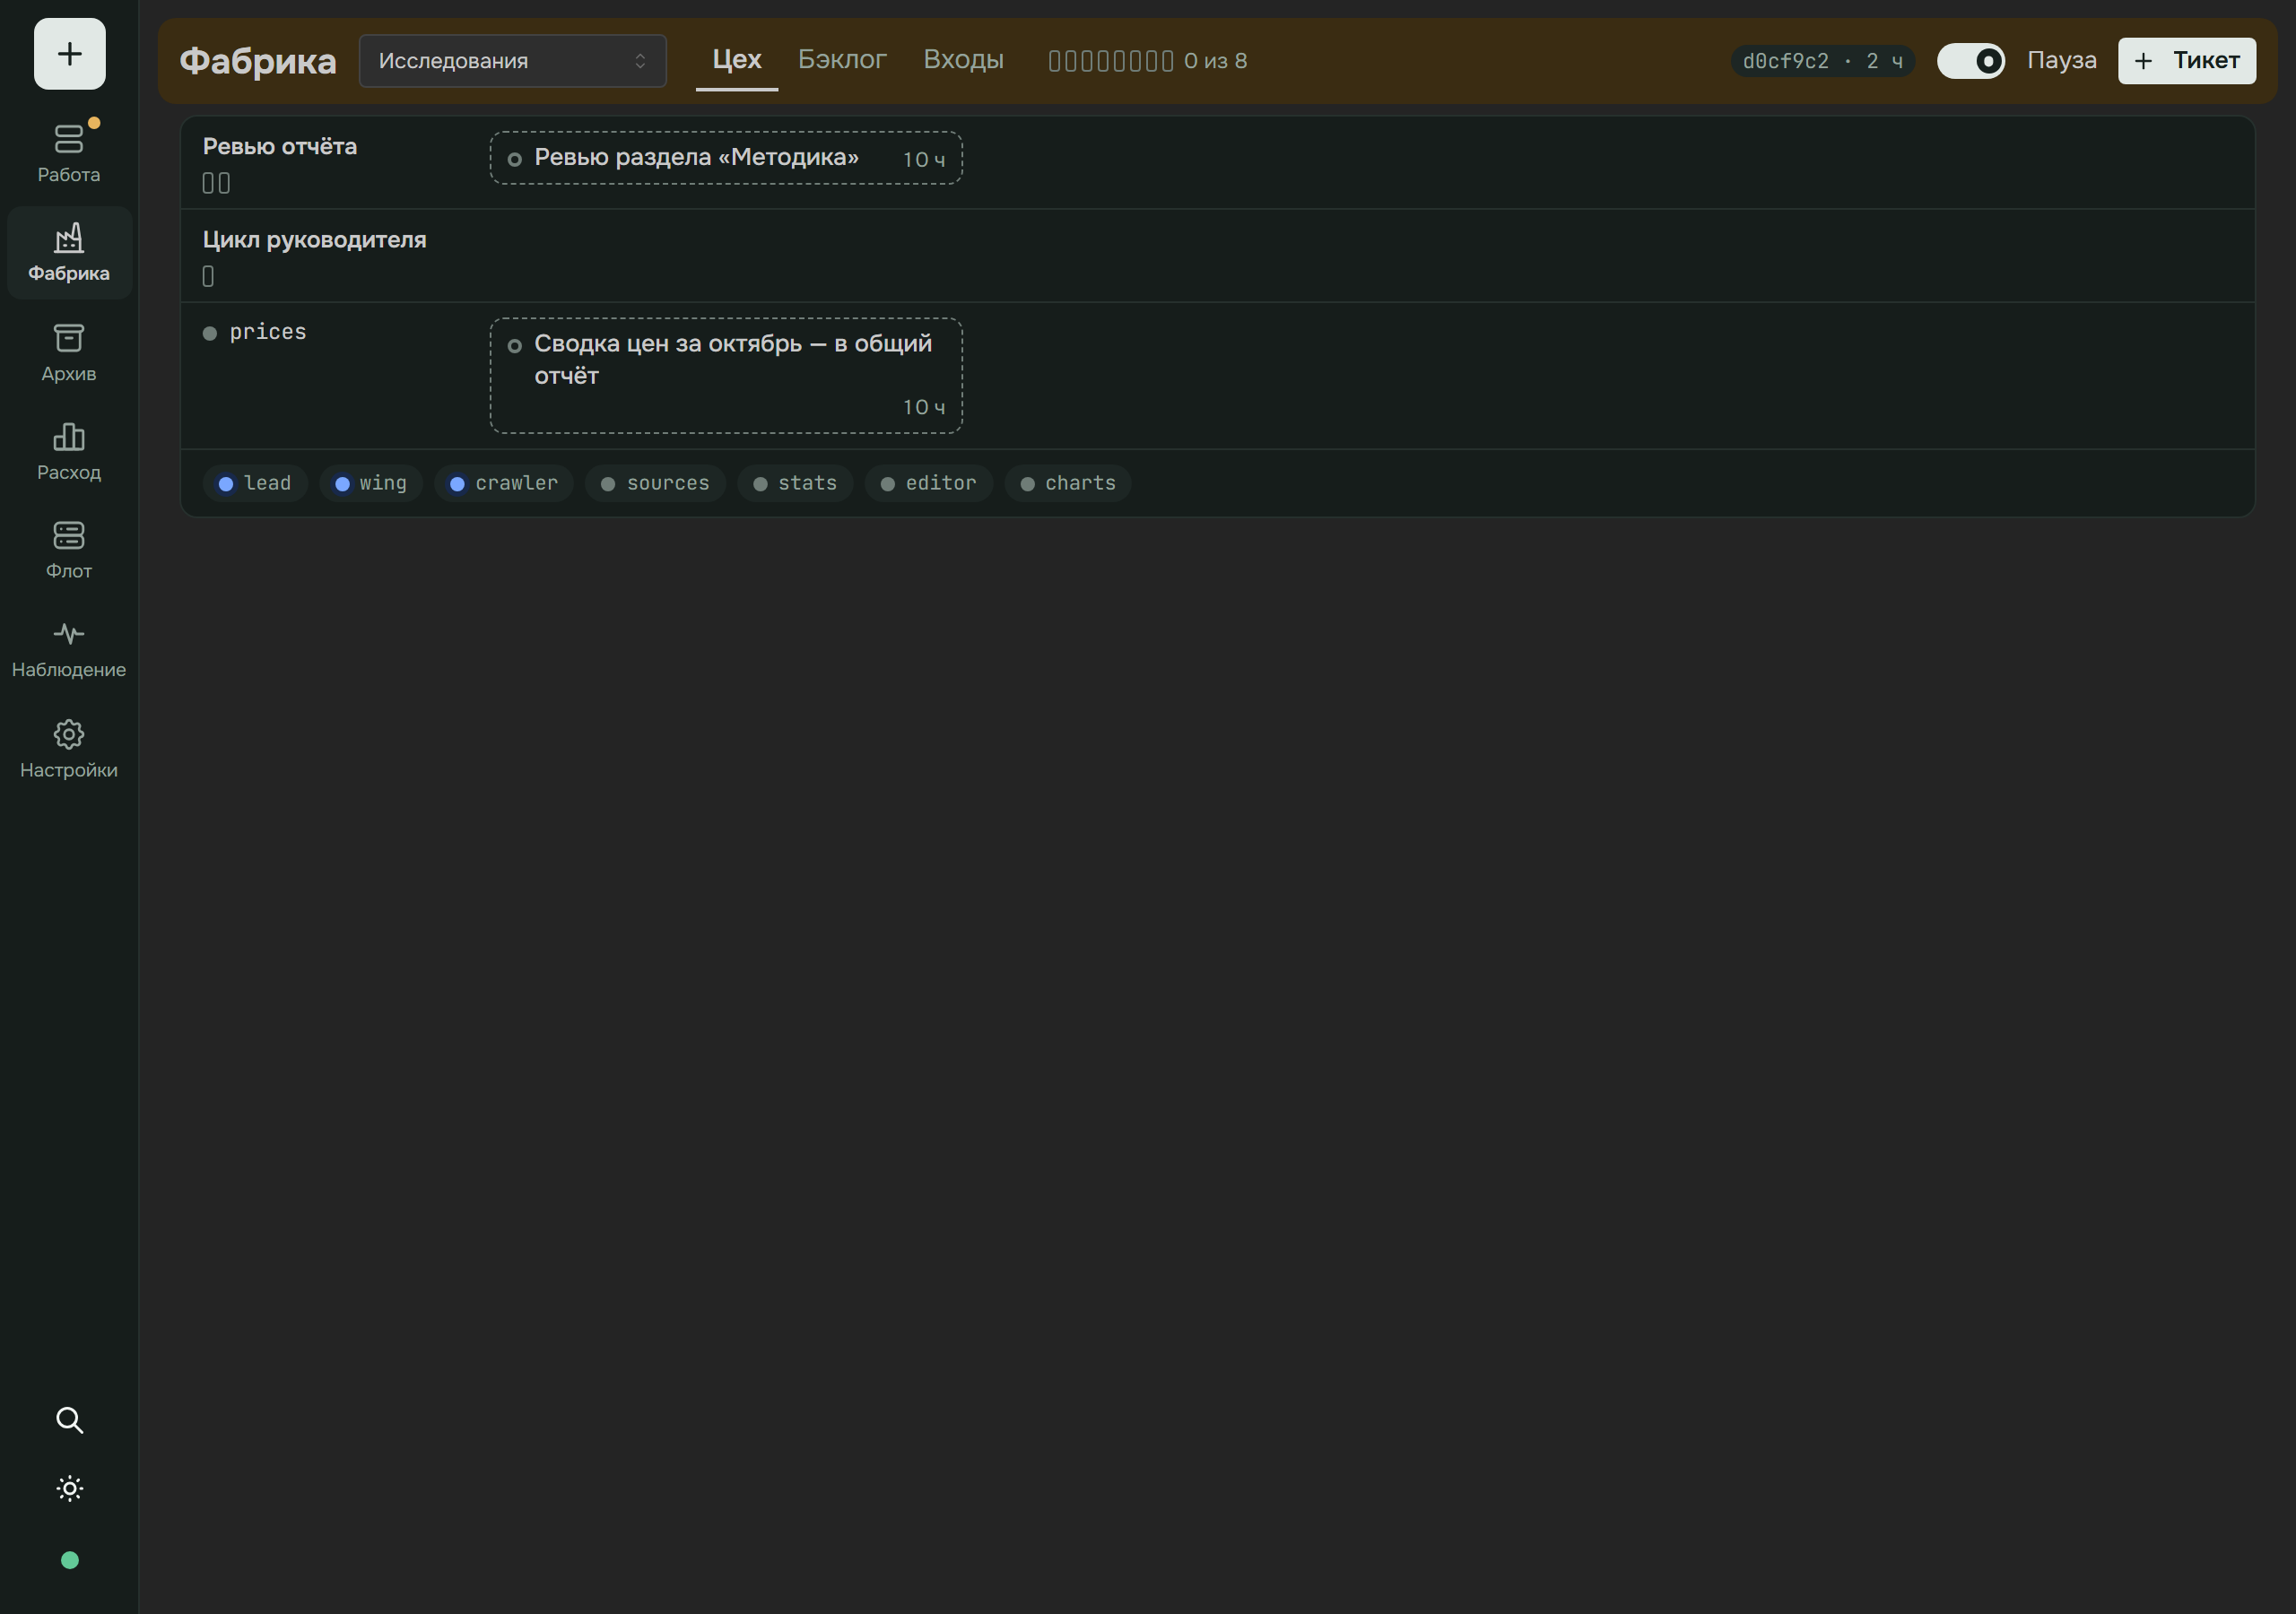 Фабрика
Исследования
Цех
Бэклог
Входы
0 из 8
d0cf9c2 · 2 ч
Пауза
Тикет
Работа
Фабрика
Архив
Расход
Флот
Наблюдение
Настройки
Ревью отчёта
Ревью раздела «Методика»
10 ч
Цикл руководителя
prices
Сводка цен за октябрь — в общий
отчёт
10 ч
lead
wing
crawler
sources
stats
editor
charts